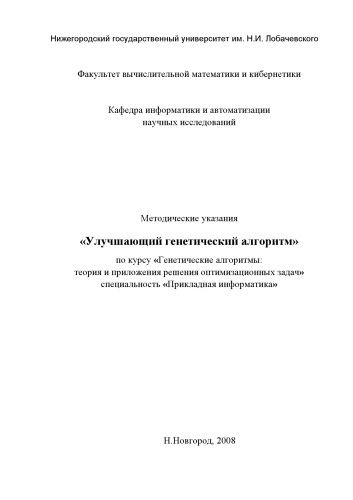 Нижегородский государственный университет им. Н.И. Лобачевского
Факультет вычислительной математики и кибернетики
Кафедра информатики и автоматизации
научных исследований
Методические указания
«Улучшающий генетический алгоритм»
по курсу «Генетические алгоритмы:
теория и приложения решения оптимизационных задач»
специальность «Прикладная информатика»
Н.Новгород, 2008